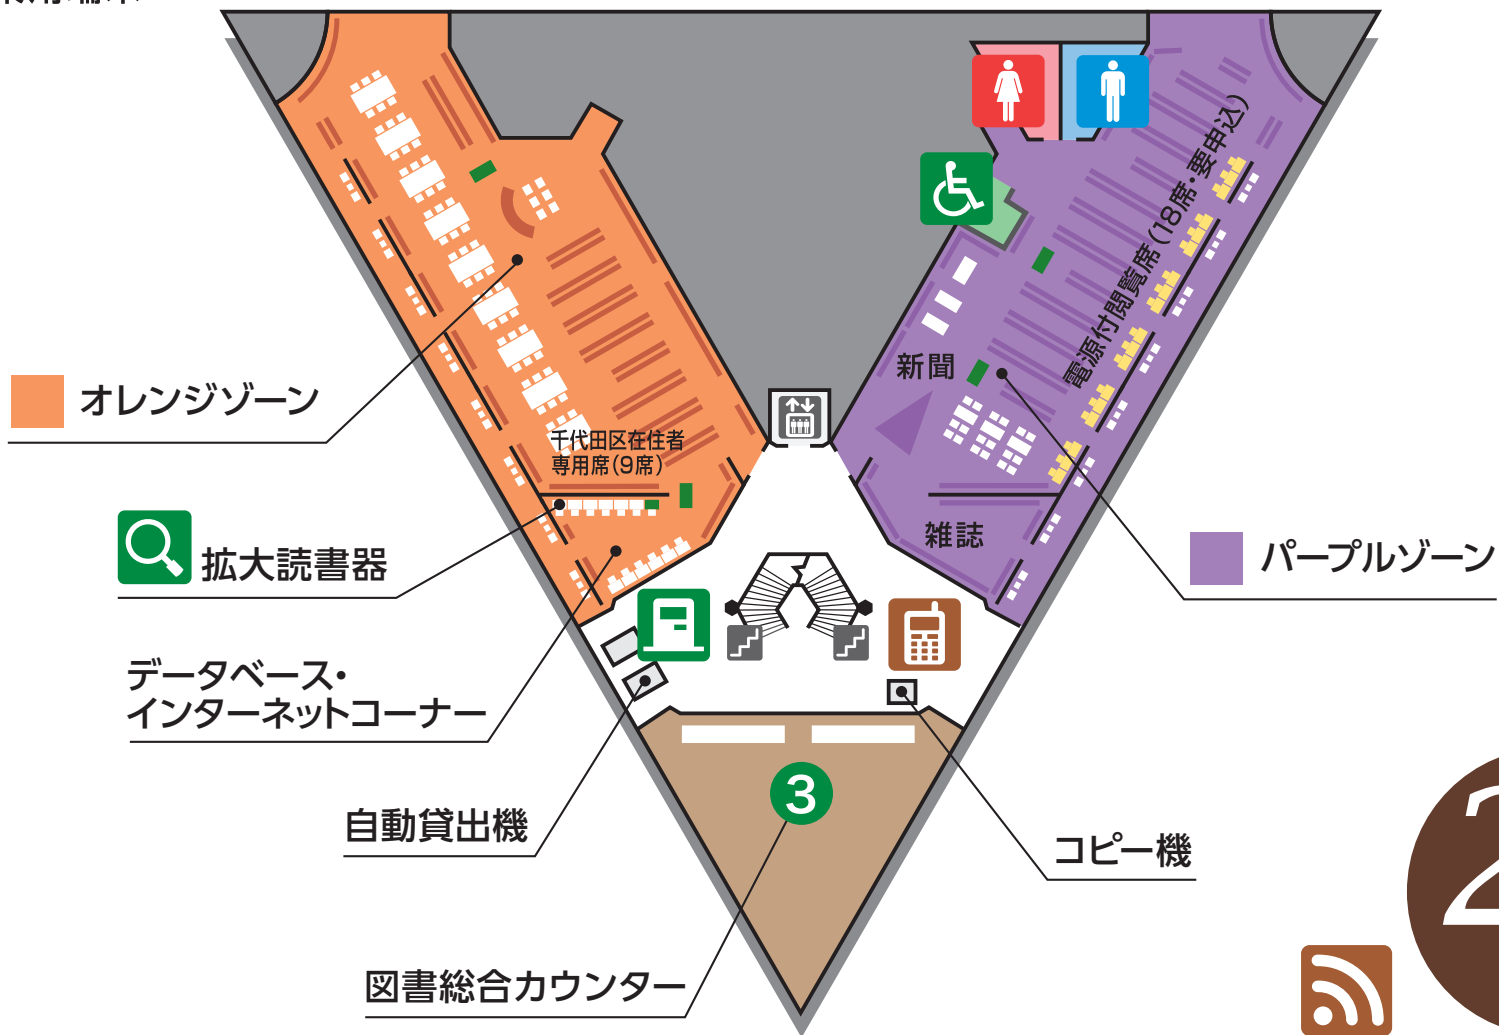 新聞
電源付閲覧席(18席・要申込)
オレンジゾーン
千代田区在住者
専用席(9席)
雑誌
拡大読書器
パープルゾーン
データベース・
インターネットコーナー
3
自動貸出機
コピー機
2
図書総合カウンター